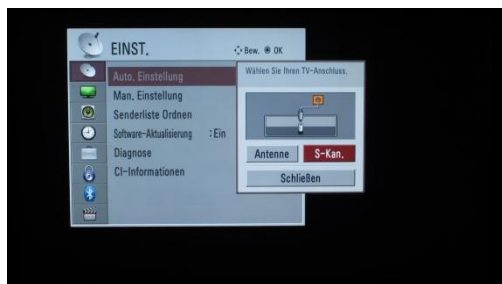 EINST.
Bew. OK
Auto. Einstellung
Man. Einstellung
Senderliste Ordnen
Software-Aktualisierung : Ein
Diagnose
CI-Informationen
Wählen Sie Ihren TV-Anschluss.
Antenne S-Kan.
Schließen